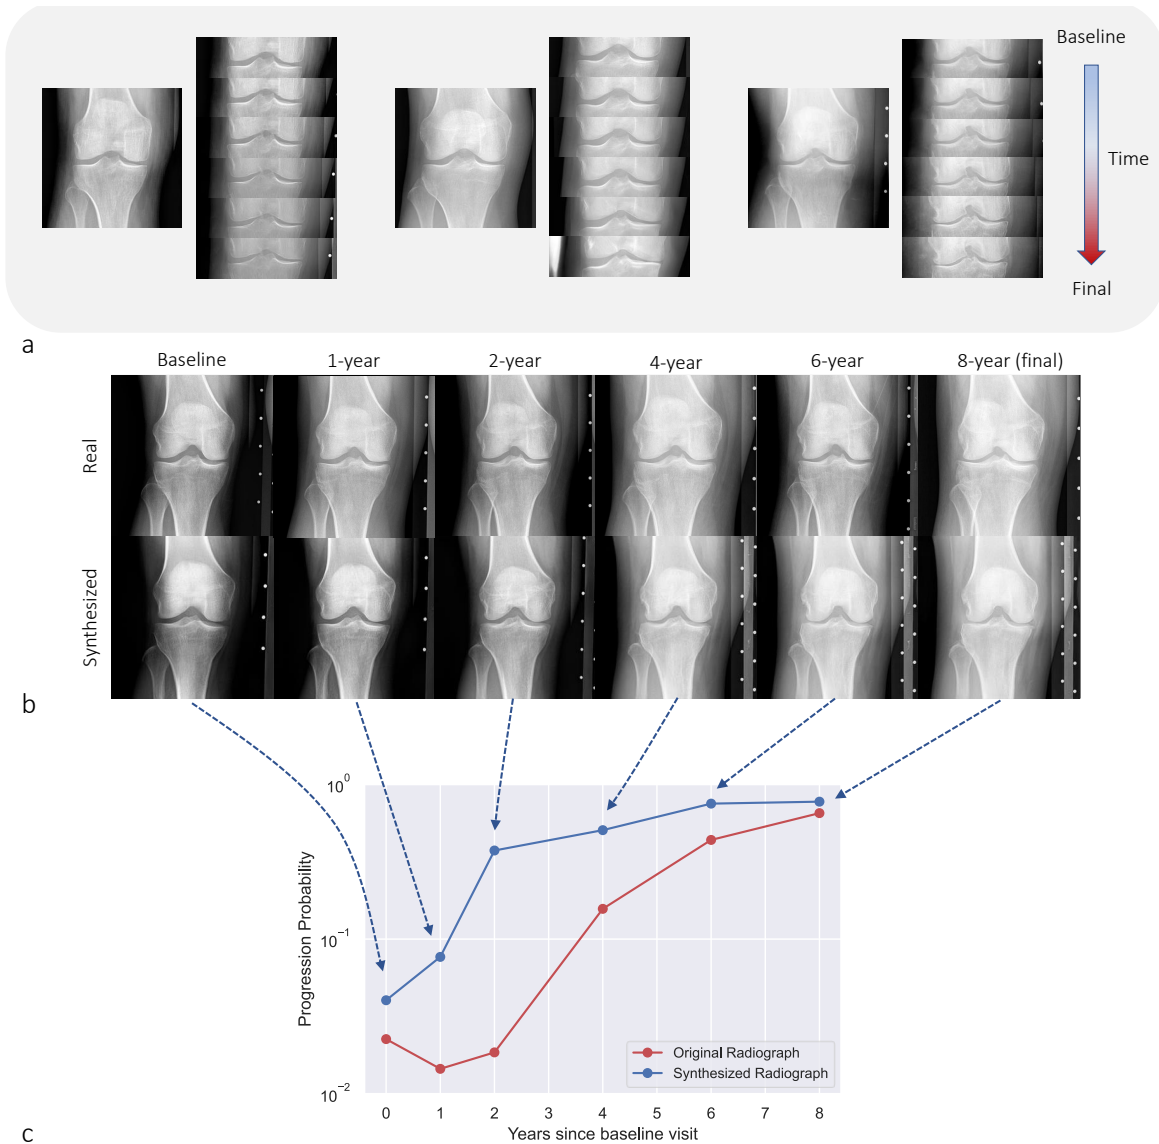 Baseline
Time
Final
a
Baseline 1-year 2-year 4-year 6-year 8-year (final)
Real
Synthesized
b
10^0
10^-1
10^-2
Progression Probability
Original Radiograph
Synthesized Radiograph
0 1 2 3 4 5 6 7 8
Years since baseline visit
c